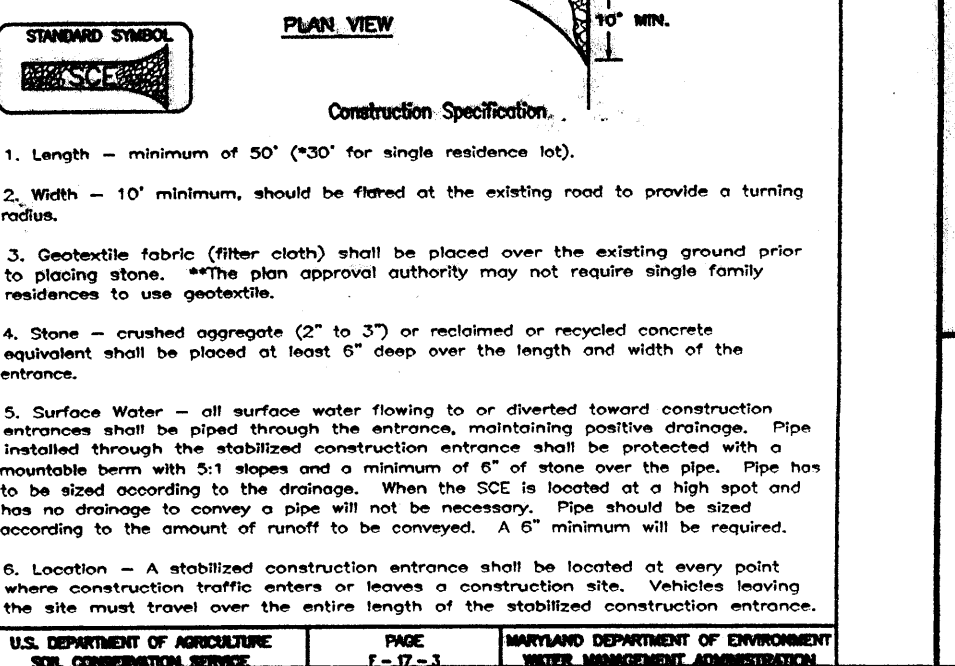 PLAN VIEW
10' MIN.
STANDARD SYMBOL
SCE
Construction Specification
1. Length – minimum of 50' (*30' for single residence lot).
2. Width – 10' minimum, should be flared at the existing road to provide a turning
radius.
3. Geotextile fabric (filter cloth) shall be placed over the existing ground prior
to placing stone. **The plan approval authority may not require single family
residences to use geotextile.
4. Stone – crushed aggregate (2" to 3") or reclaimed or recycled concrete
equivalent shall be placed at least 6" deep over the length and width of the
entrance.
5. Surface Water – all surface water flowing to or diverted toward construction
entrances shall be piped through the entrance, maintaining positive drainage. Pipe
installed through the stabilized construction entrance shall be protected with a
mountable berm with 5:1 slopes and a minimum of 6" of stone over the pipe. Pipe has
to be sized according to the drainage. When the SCE is located at a high spot and
has no drainage to convey a pipe will not be necessary. Pipe should be sized
according to the amount of runoff to be conveyed. A 6" minimum will be required.
6. Location – A stabilized construction entrance shall be located at every point
where construction traffic enters or leaves a construction site. Vehicles leaving
the site must travel over the entire length of the stabilized construction entrance.
U.S. DEPARTMENT OF AGRICULTURE
SOIL CONSERVATION SERVICE
PAGE
F - 17 - 3
MARYLAND DEPARTMENT OF ENVIRONMENT
WATER MANAGEMENT ADMINISTRATION